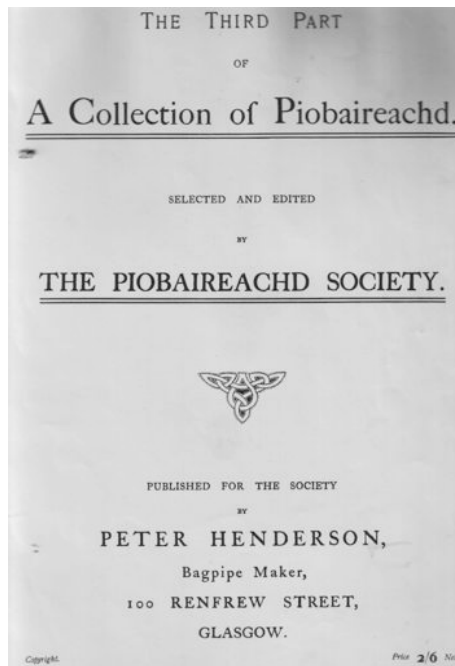 THE THIRD PART
OF
A Collection of Piobaireachd.
SELECTED AND EDITED
BY
THE PIOBAIREACHD SOCIETY.
PUBLISHED FOR THE SOCIETY
BY
PETER HENDERSON,
Bagpipe Maker,
100 RENFREW STREET,
GLASGOW.
Copyright. Price 2/6